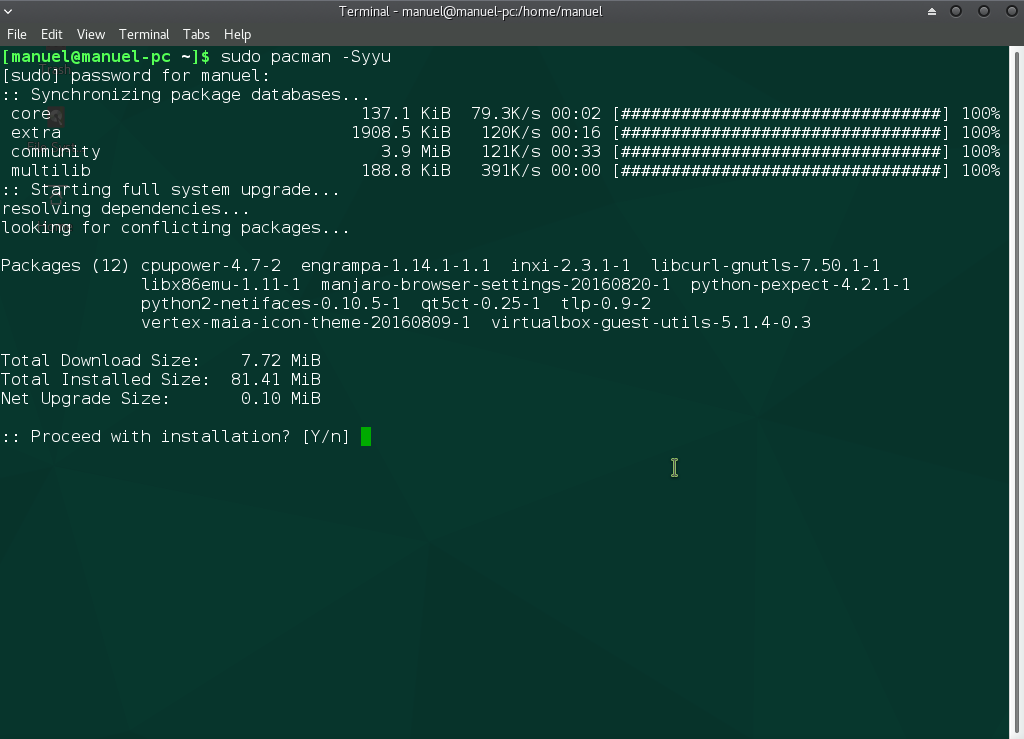 Terminal - manuel@manuel-pc:/home/manuel
File Edit View Terminal Tabs Help
[manuel@manuel-pc ~]$ sudo pacman -Syyu
[sudo] password for manuel:
:: Synchronizing package databases...
core 137.1 KiB 79.3K/s 00:02 [################################] 100%
extra 1908.5 KiB 120K/s 00:16 [################################] 100%
community 3.9 MiB 121K/s 00:33 [################################] 100%
multilib 188.8 KiB 391K/s 00:00 [################################] 100%
:: Starting full system upgrade...
resolving dependencies...
looking for conflicting packages...
Packages (12) cpupower-4.7-2 engrampa-1.14.1-1.1 inxi-2.3.1-1 libcurl-gnutls-7.50.1-1
libx86emu-1.11-1 manjaro-browser-settings-20160820-1 python-pexpect-4.2.1-1
python2-netifaces-0.10.5-1 qt5ct-0.25-1 tlp-0.9-2
vertex-maia-icon-theme-20160809-1 virtualbox-guest-utils-5.1.4-0.3
Total Download Size: 7.72 MiB
Total Installed Size: 81.41 MiB
Net Upgrade Size: 0.10 MiB
:: Proceed with installation? [Y/n]